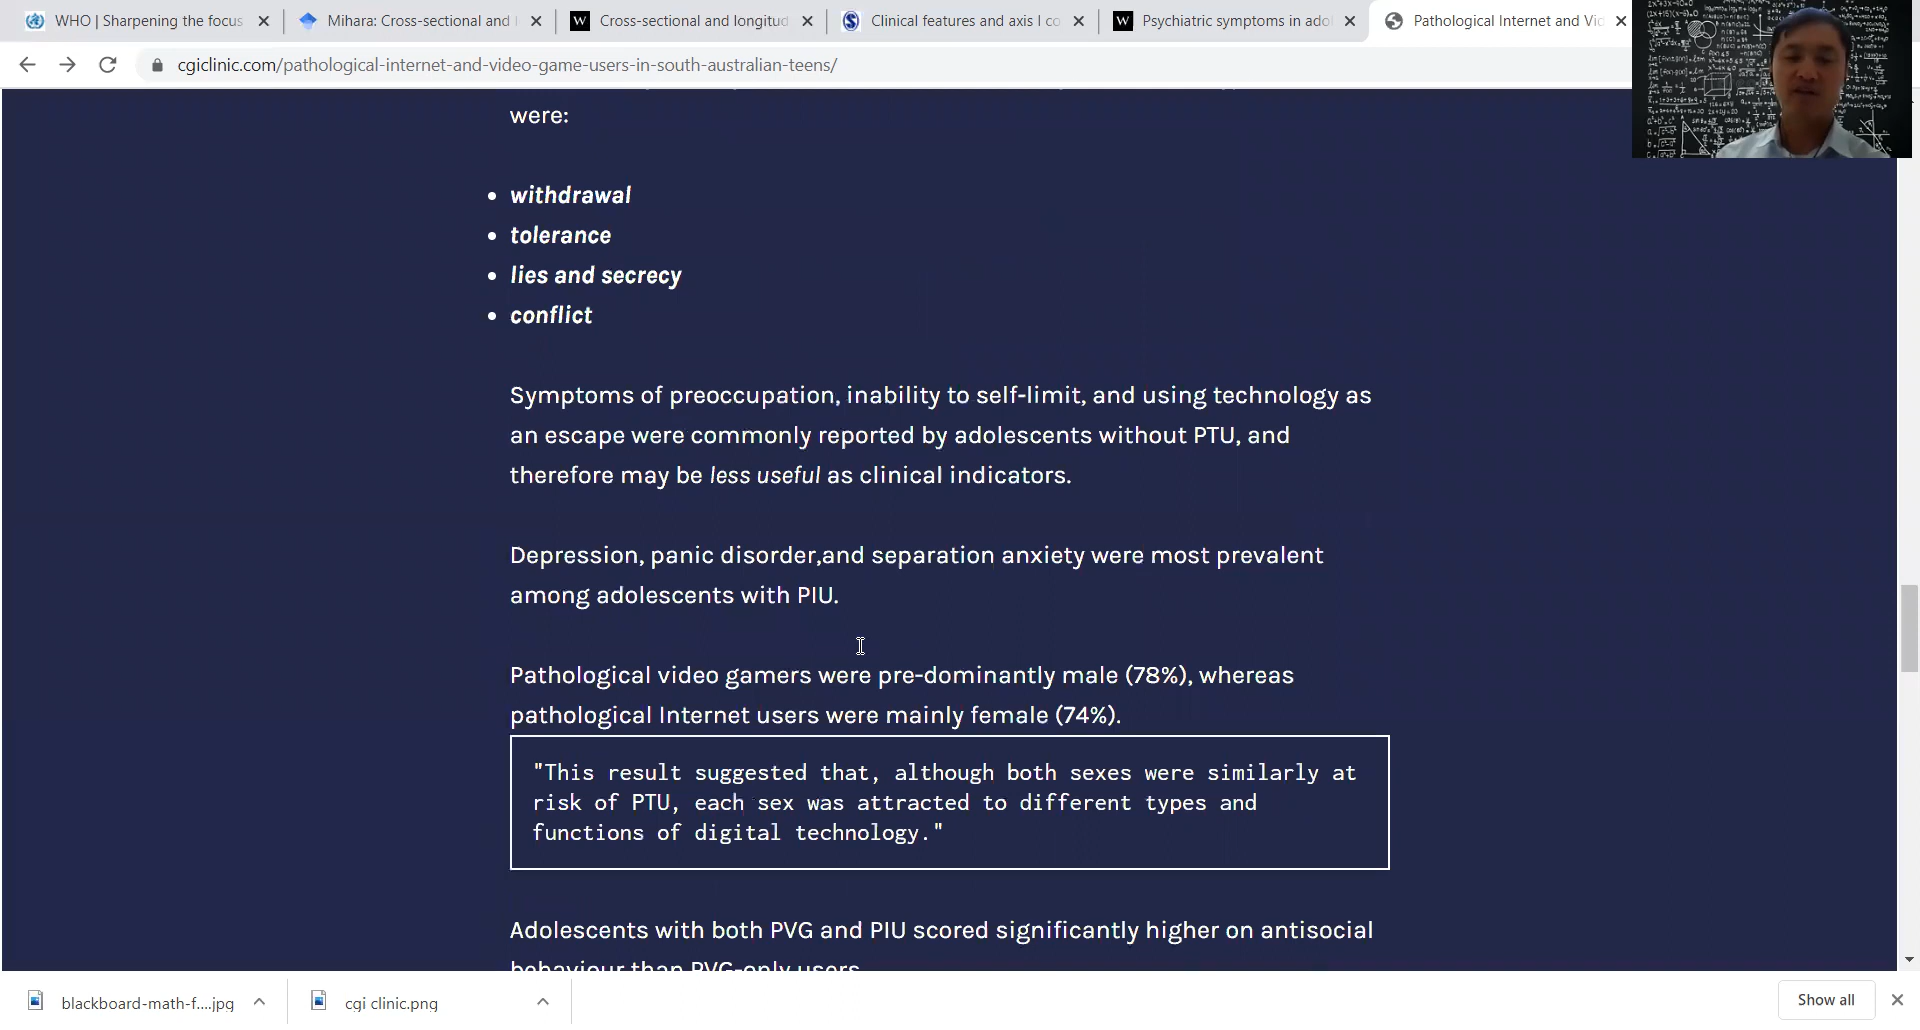 WHO | Sharpening the focus
Mihara: Cross-sectional and l
Cross-sectional and longitud
Clinical features and axis I co
Psychiatric symptoms in adol
Pathological Internet and Vid
cgiclinic.com/pathological-internet-and-video-game-users-in-south-australian-teens/
were:
withdrawal
tolerance
lies and secrecy
conflict
Symptoms of preoccupation, inability to self-limit, and using technology as
an escape were commonly reported by adolescents without PTU, and
therefore may be less useful as clinical indicators.
Depression, panic disorder,and separation anxiety were most prevalent
among adolescents with PIU.
Pathological video gamers were pre-dominantly male (78%), whereas
pathological Internet users were mainly female (74%).
"This result suggested that, although both sexes were similarly at
risk of PTU, each sex was attracted to different types and
functions of digital technology."
Adolescents with both PVG and PIU scored significantly higher on antisocial
behaviour than PVG-only users.
blackboard-math-f....jpg
cgi clinic.png
Show all